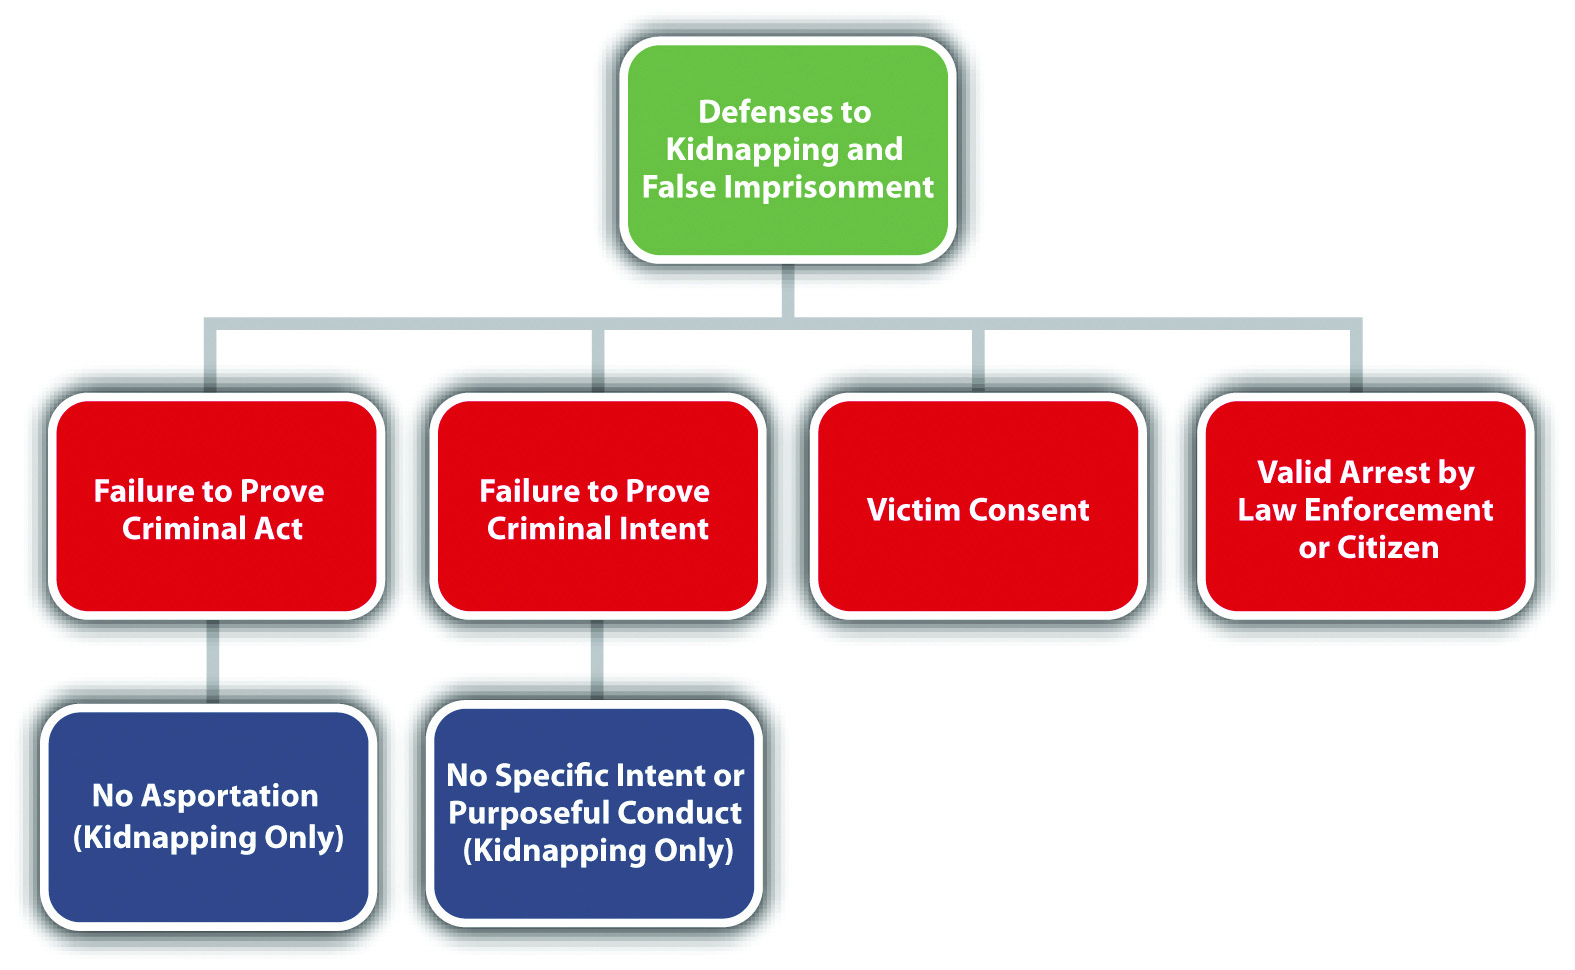 Defenses to
Kidnapping and
False Imprisonment
Failure to Prove
Criminal Act
Failure to Prove
Criminal Intent
Victim Consent
Valid Arrest by
Law Enforcement
or Citizen
No Asportation
(Kidnapping Only)
No Specific Intent or
Purposeful Conduct
(Kidnapping Only)